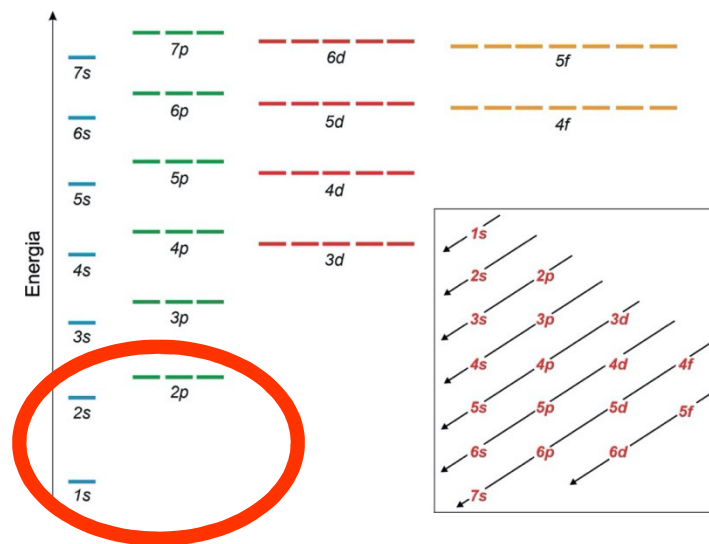 7p 6d 5f
7s
6p 5d 4f
6s
5p 4d
5s
4p 3d
4s
3p
3s
2p
2s
1s
Energia
1s
2s 2p
3s 3p 3d
4s 4p 4d 4f
5s 5p 5d 5f
6s 6p 6d
7s